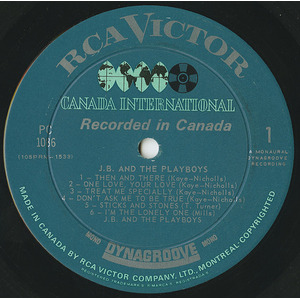 RCA VICTOR
CANADA INTERNATIONAL
Recorded in Canada
PC
1086
1
A MONAURAL
DYNAGROOVE
RECORDING
J.B. AND THE PLAYBOYS
1 - THEN AND THERE (Kaye-Nicholls)
2 - ONE LOVE, YOUR LOVE (Kaye-Nicholls)
3 - TREAT ME SPECIALLY (Kaye-Nicholls)
4 - DON'T ASK ME TO BE TRUE (Kaye-Nicholls)
5 - STICKS AND STONES (T. Turner)
6 - I'M THE LONELY ONE (Mills)
J.B. AND THE PLAYBOYS
MONO DYNAGROOVE MONO
MADE IN CANADA BY RCA VICTOR COMPANY, LTD., MONTREAL-COPYRIGHTED